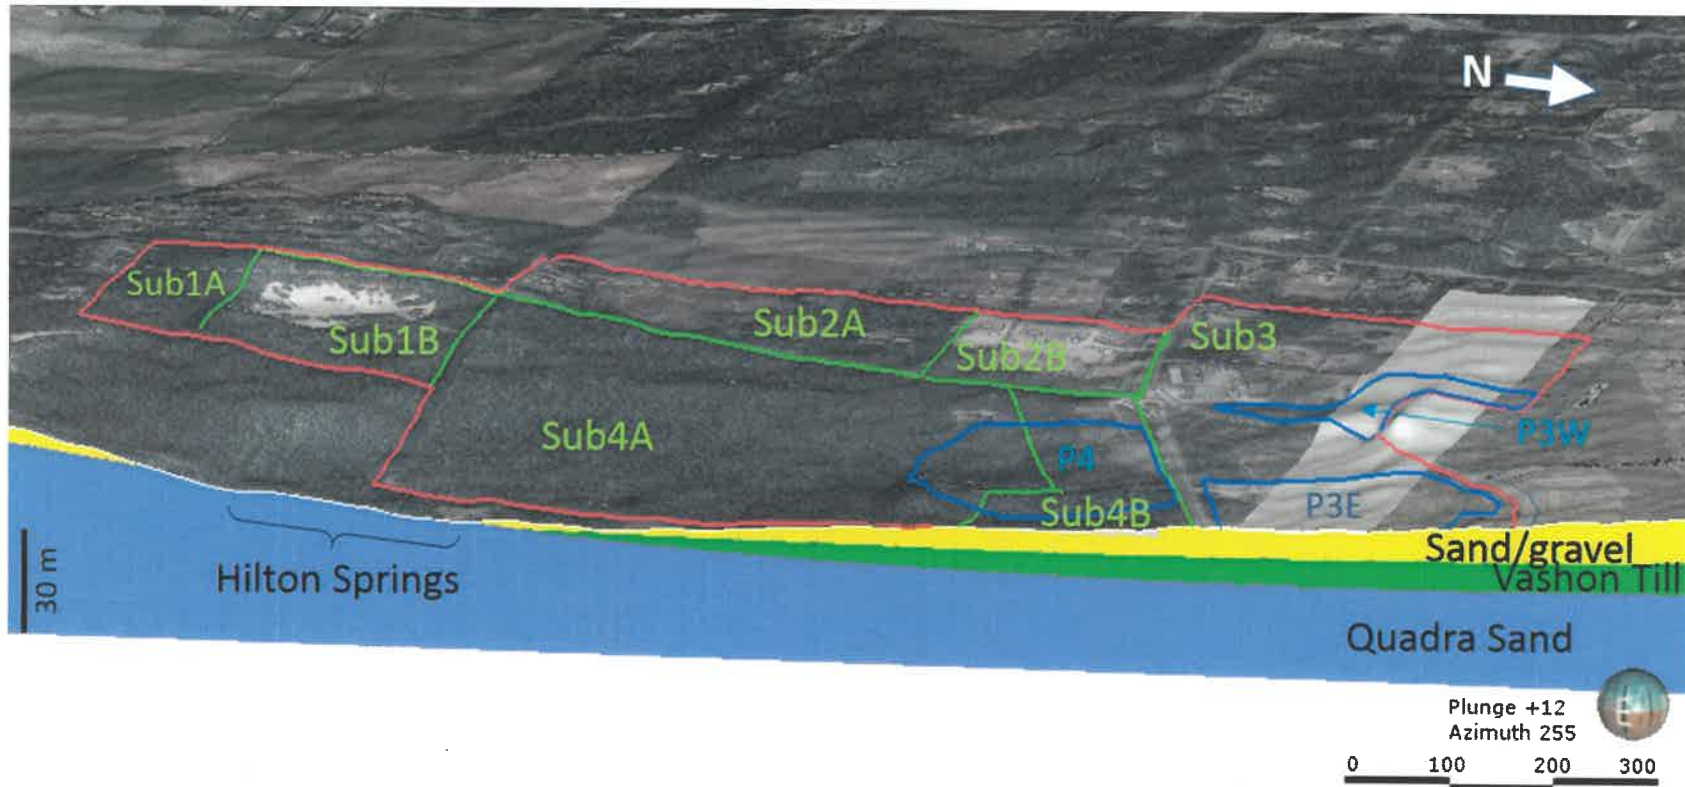 N
Sub1A
Sub1B
Sub2A
Sub2B
Sub3
Sub4A
P4
Sub4B
P3W
P3E
Sand/gravel
Vashon Till
Quadra Sand
Hilton Springs
30 m
Plunge +12
Azimuth 255
E
0 100 200 300